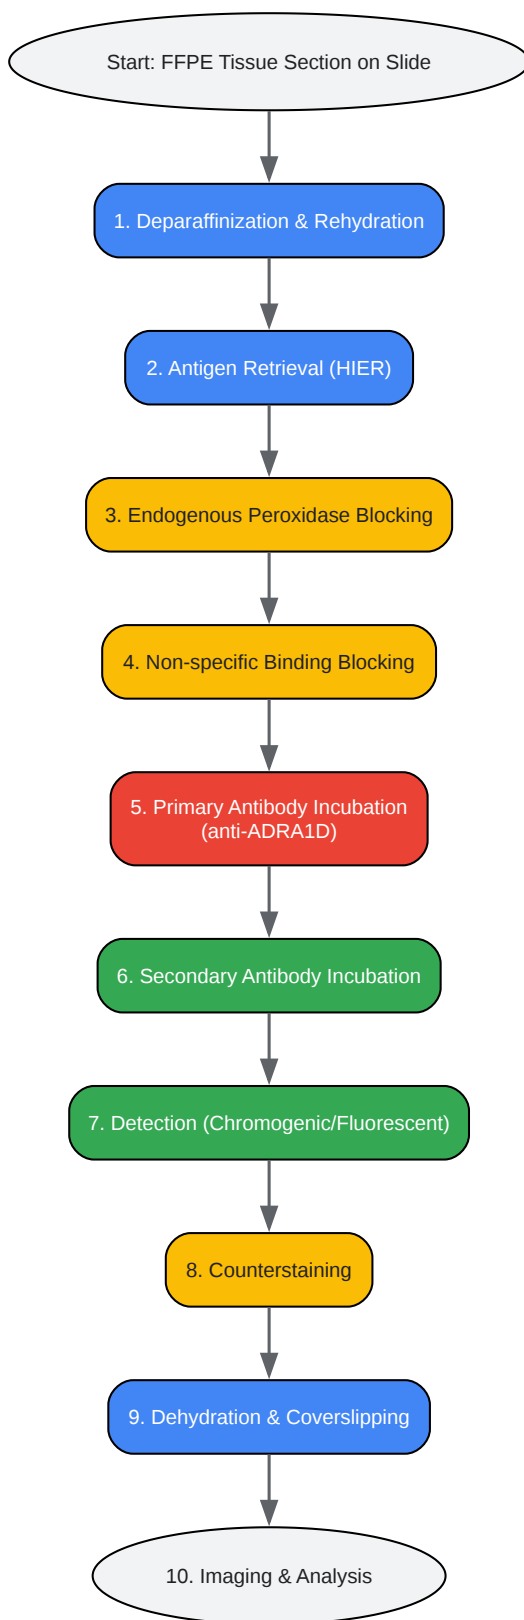 Start: FFPE Tissue Section on Slide
1. Deparaffinization & Rehydration
2. Antigen Retrieval (HIER)
3. Endogenous Peroxidase Blocking
4. Non-specific Binding Blocking
5. Primary Antibody Incubation
(anti-ADRA1D)
6. Secondary Antibody Incubation
7. Detection (Chromogenic/Fluorescent)
8. Counterstaining
9. Dehydration & Coverslipping
10. Imaging & Analysis